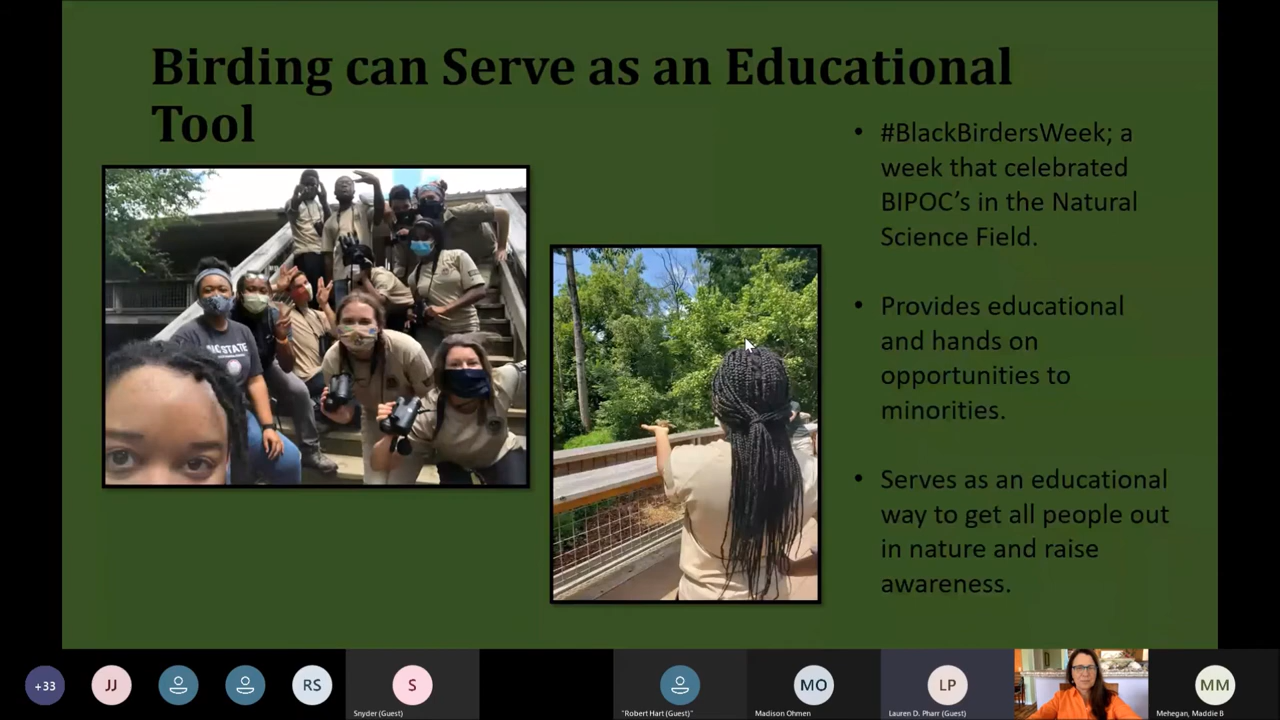 Birding can Serve as an Educational
Tool
• #BlackBirdersWeek; a
week that celebrated
BIPOC’s in the Natural
Science Field.
• Provides educational
and hands on
opportunities to
minorities.
• Serves as an educational
way to get all people out
in nature and raise
awareness.
NC STATE
+33
JJ
RS
S
Snyder (Guest)
"Robert Hart (Guest)"
MO
Madison Ohmen
LP
Lauren D. Pharr (Guest)
MM
Mehegan, Maddie B